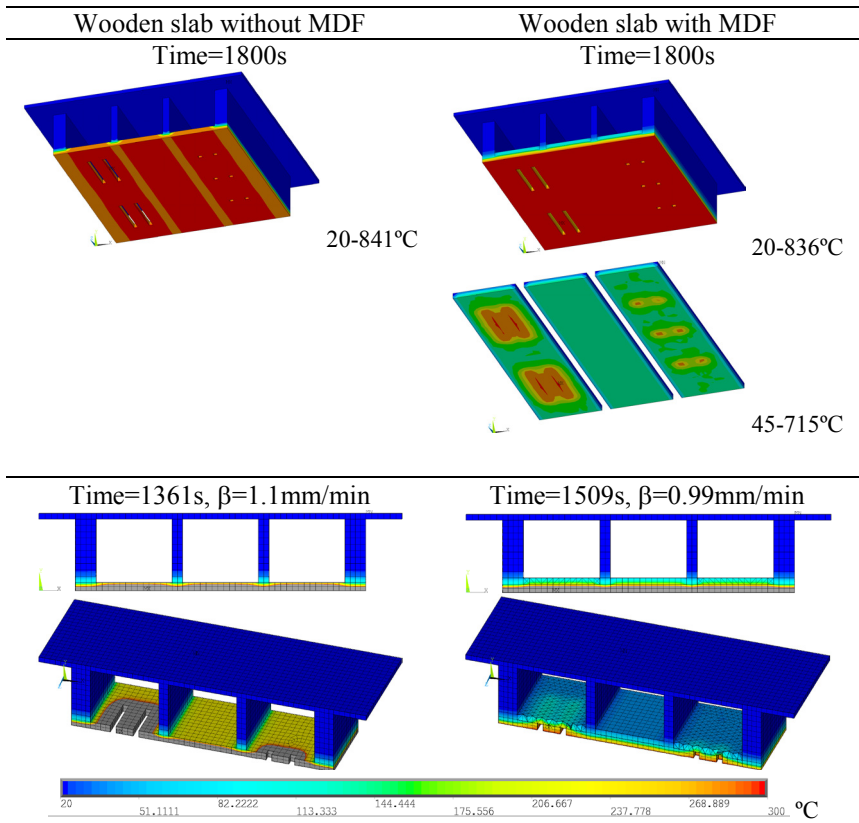 Wooden slab without MDF
Wooden slab with MDF
Time=1800s
Time=1800s
20-841ºC
20-836ºC
45-715ºC
Time=1361s, β=1.1mm/min
Time=1509s, β=0.99mm/min
20 51.1111 82.2222 113.333 144.444 175.556 206.667 237.778 268.889 300 ºC